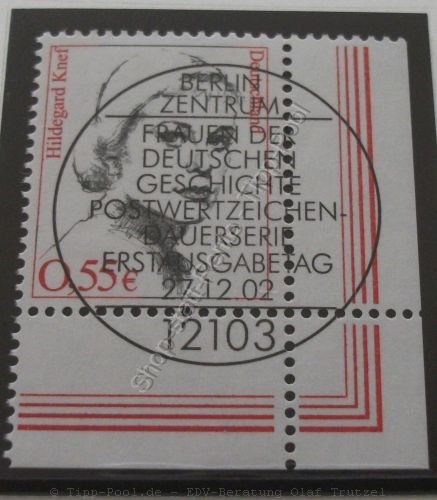 Hildegard Knef
Deutschland
0,55€
BERLIN
ZENTRUM
FRAUEN DER
DEUTSCHEN
GESCHICHTE
POSTWERTZEICHEN-
DAUERSERIE
ERSTAUSGABETAG
27.12.02
12103
© Tipp-Pool.de - EDV-Beratung Olaf Trutzel